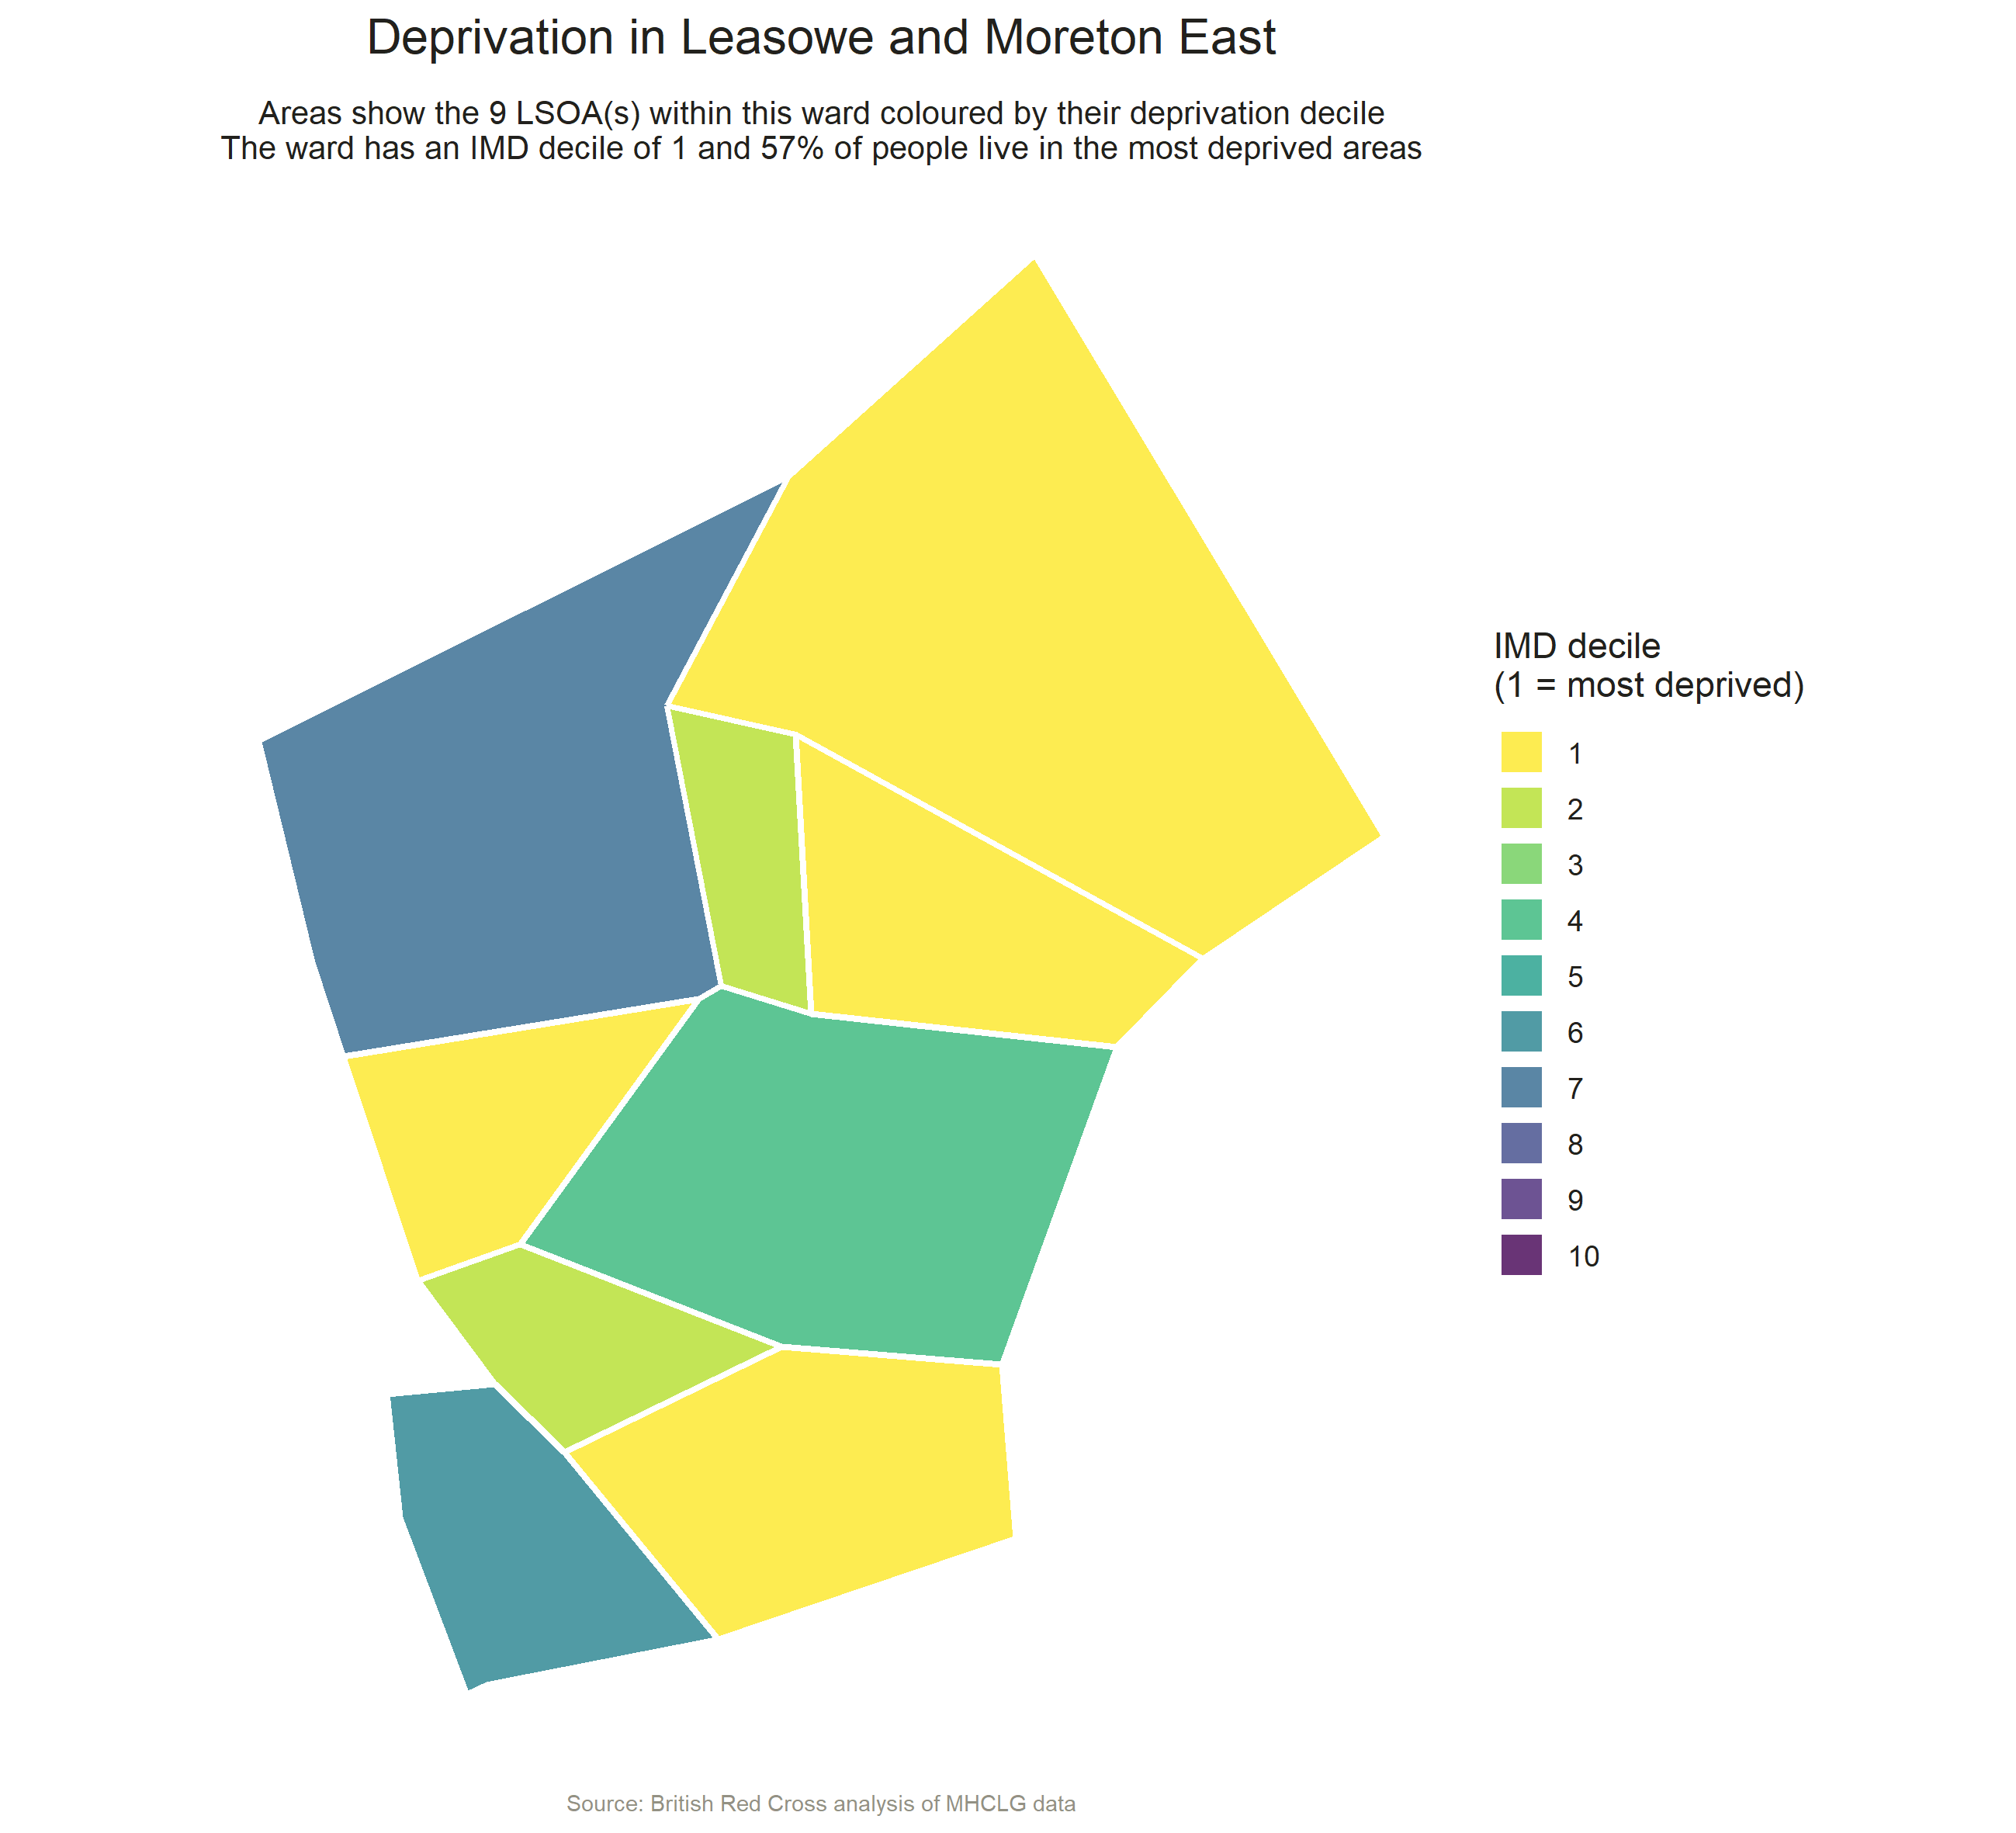 Deprivation in Leasowe and Moreton East
Areas show the 9 LSOA(s) within this ward coloured by their deprivation decile
The ward has an IMD decile of 1 and 57% of people live in the most deprived areas
IMD decile
(1 = most deprived)
1
2
3
4
5
6
7
8
9
10
Source: British Red Cross analysis of MHCLG data